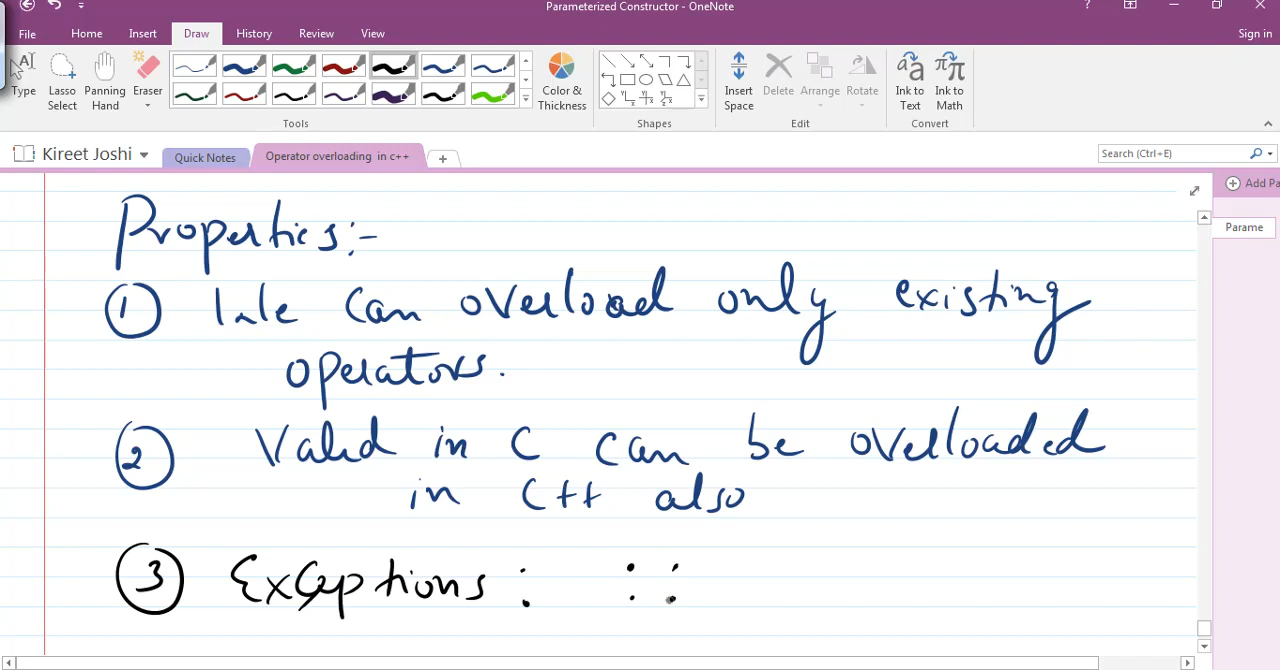 Parameterized Constructor - OneNote
File Home Insert Draw History Review View
Sign in
Type Lasso Select Panning Hand Eraser
Color & Thickness
Insert Space Delete Arrange Rotate
Ink to Text Ink to Math
Tools Shapes Edit Convert
Kireet Joshi Quick Notes Operator overloading in c++
Search (Ctrl+E)
Add Pa
Parame
Properties:-
① We can overload only existing
operators.
② Valid in C can be overloaded
in C++ also
③ Exceptions : ::